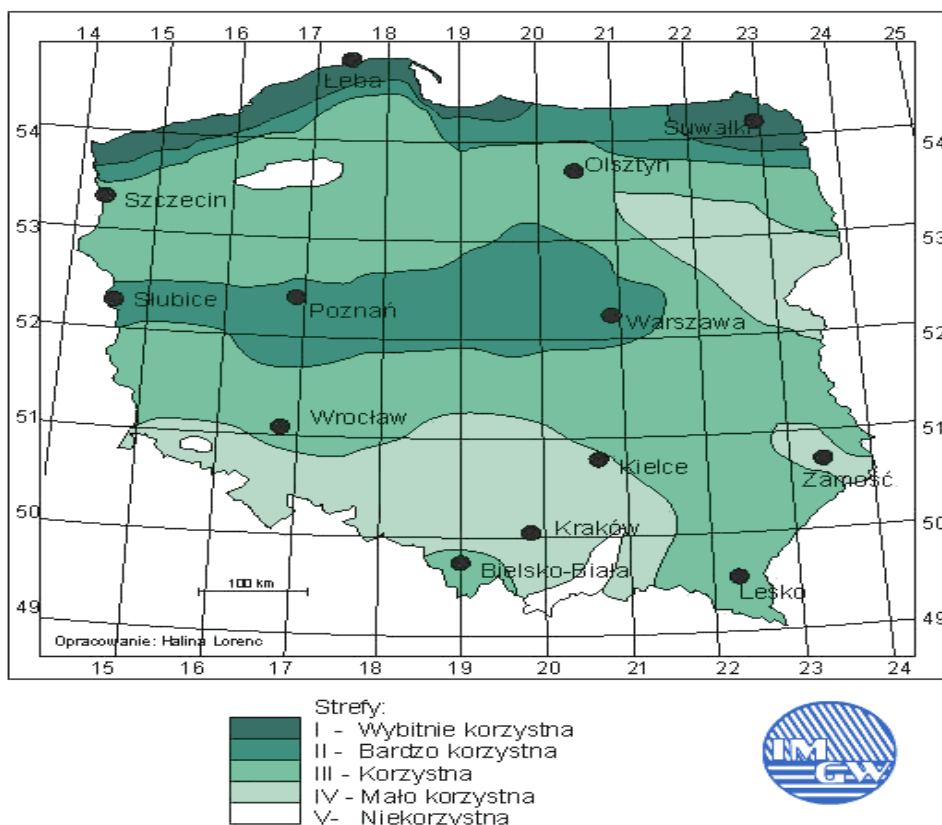 14 15 16 17 18 19 20 21 22 23 24 25
Łeba
54 Suwałki 54
Olsztyn
Szczecin
53 53
Słubice
Poznań
52 Warszawa 52
51 Wrocław 51
Kielce
Zamość
50 Kraków 50
Bielsko-Biała
100 km Lesko
49 49
Opracowanie: Halina Lorenc
15 16 17 18 19 20 21 22 23 24
Strefy:
I - Wybitnie korzystna
II - Bardzo korzystna
III - Korzystna
IV - Mało korzystna
V- Niekorzystna
IM
GW